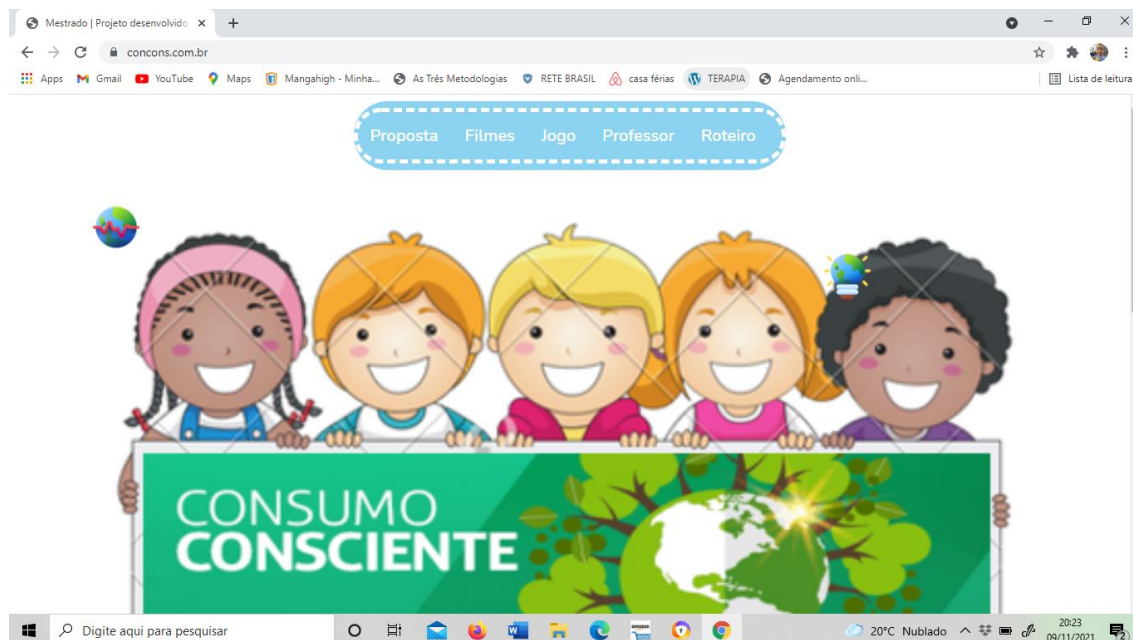 Mestrado | Projeto desenvolvido
concons.com.br
Apps Gmail YouTube Maps Mangahigh - Minha... As Três Metodologias RETE BRASIL casa férias TERAPIA Agendamento onli... Lista de leitura
Proposta Filmes Jogo Professor Roteiro
CONSUMO
CONSCIENTE
Digite aqui para pesquisar
20°C Nublado
20:23
09/11/2021
2